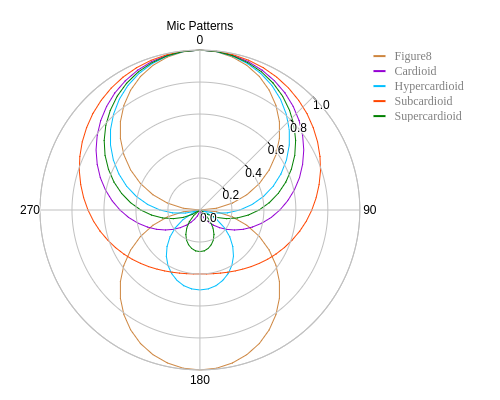 Mic Patterns
0
Figure8
Cardioid
Hypercardioid
Subcardioid
Supercardioid
1.0
0.8
0.6
0.4
0.2
270
0.0
90
180